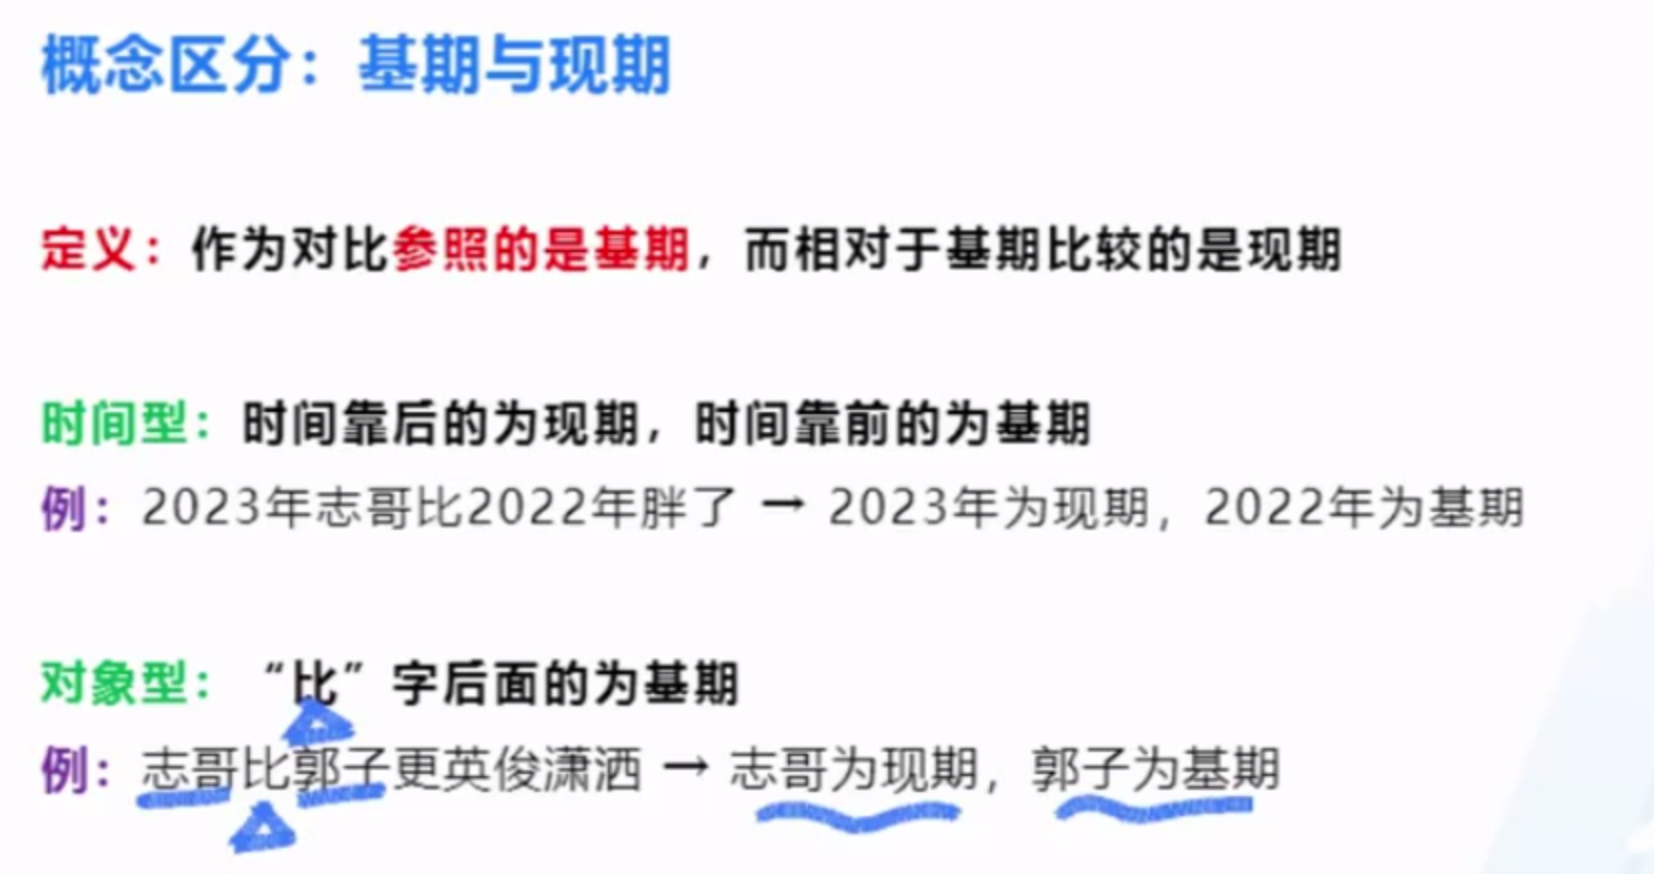 概念区分：基期与现期
定义：作为对比参照的是基期，而相对于基期比较的是现期
时间型：时间靠后的为现期，时间靠前的为基期
例：2023年志哥比2022年胖了 → 2023年为现期，2022年为基期
对象型：“比”字后面的为基期
例：志哥比郭子更英俊潇洒 → 志哥为现期，郭子为基期